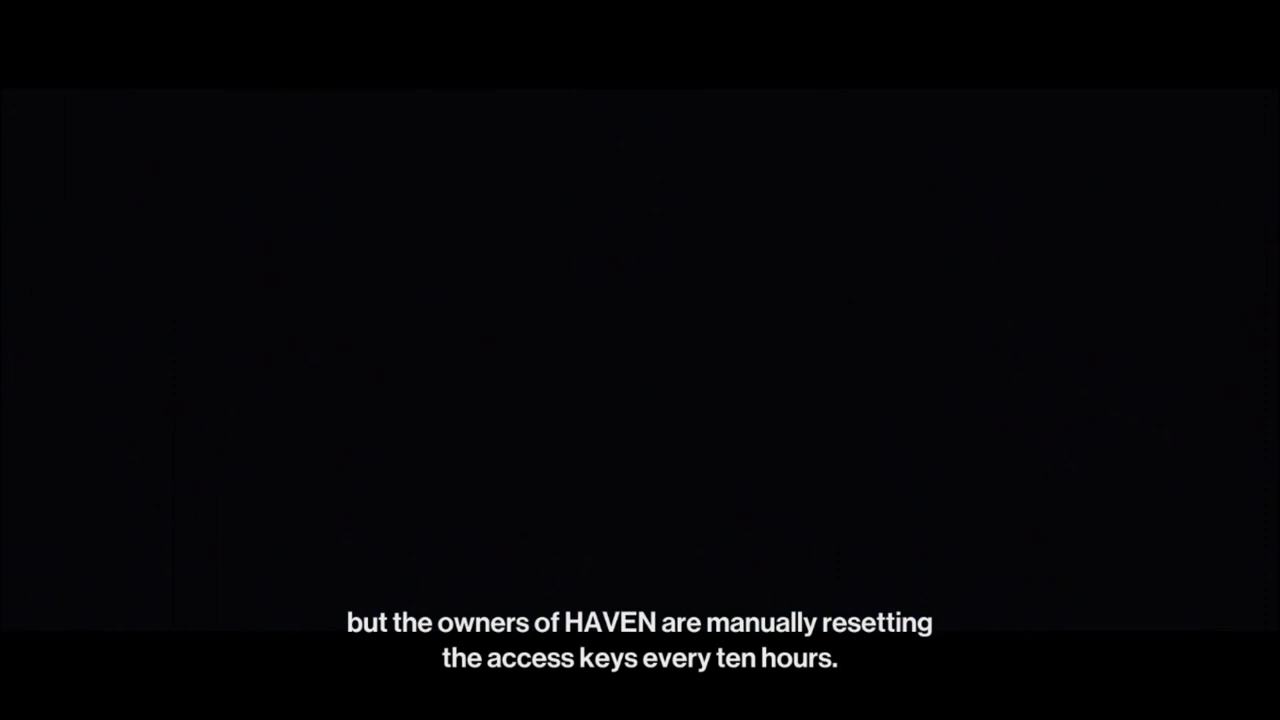 but the owners of HAVEN are manually resetting
the access keys every ten hours.